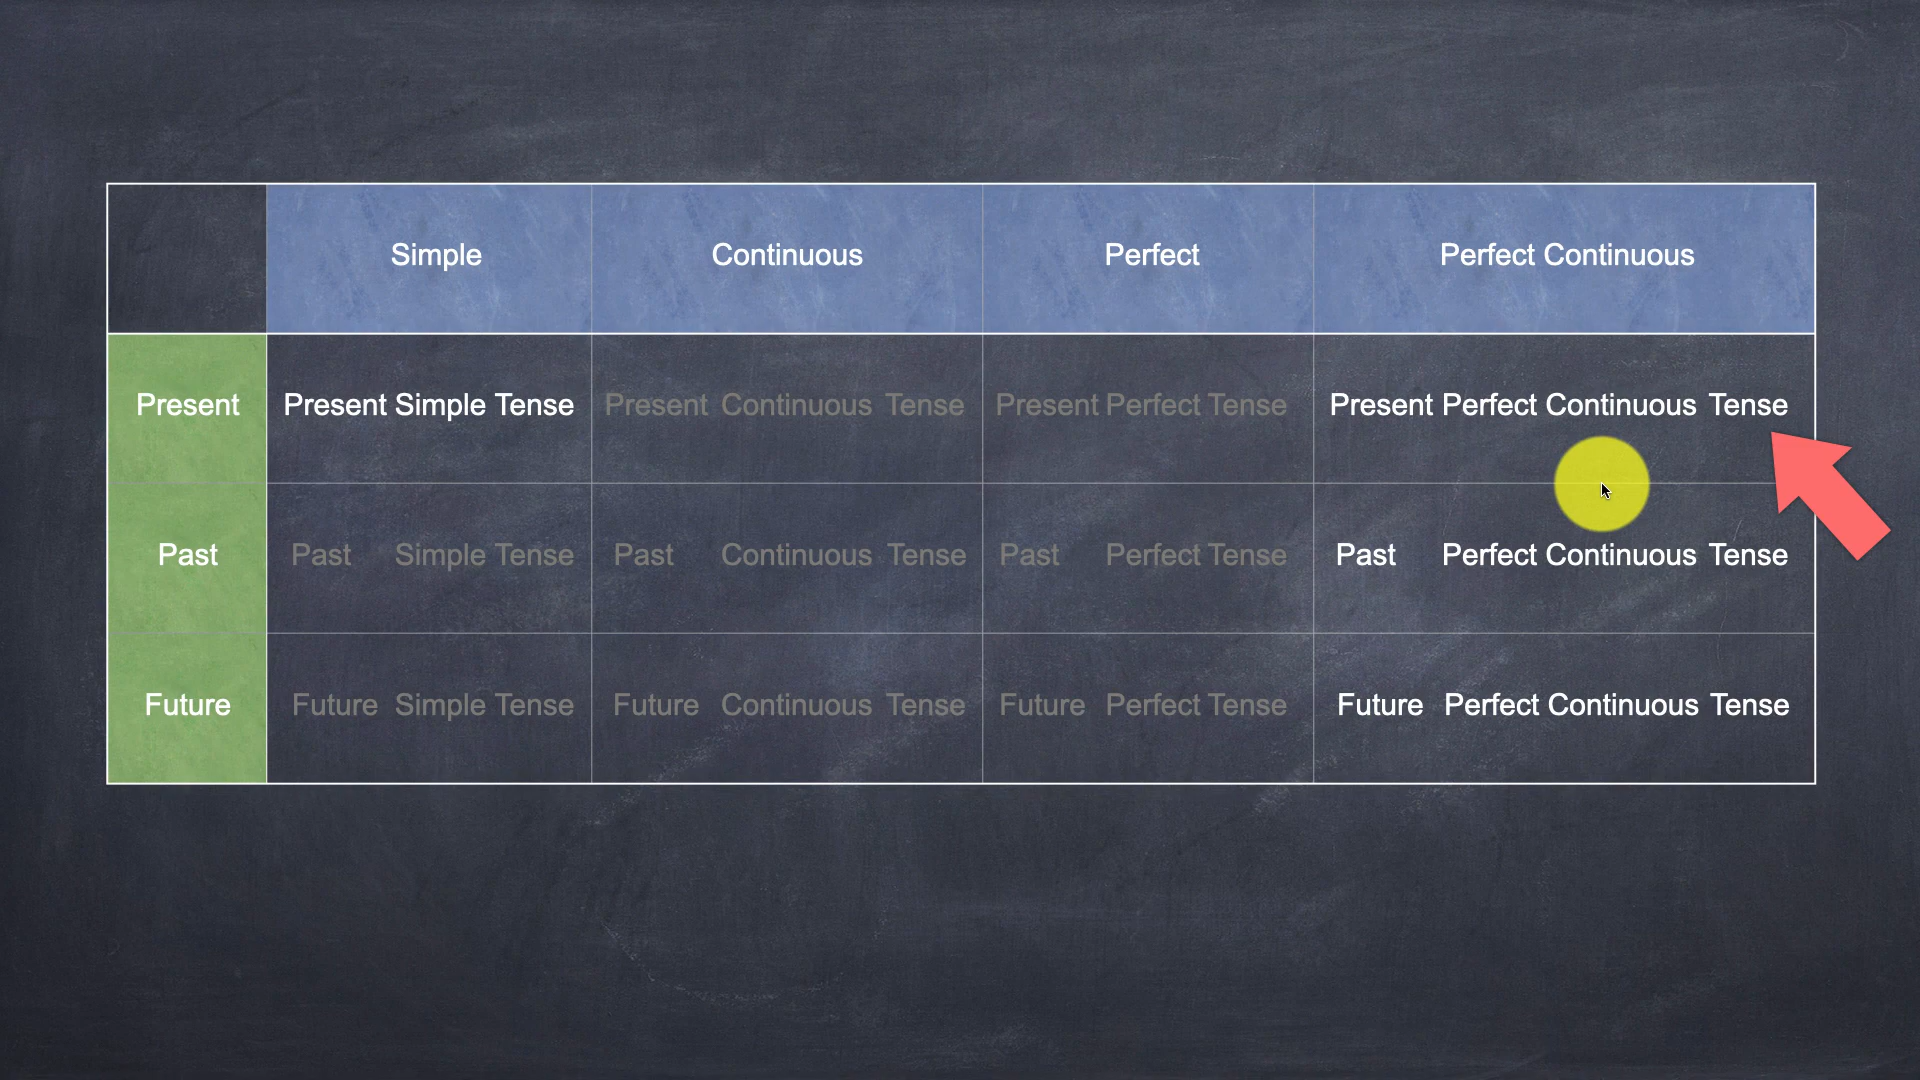 Simple Continuous Perfect Perfect Continuous
Present Present Simple Tense Present Continuous Tense Present Perfect Tense Present Perfect Continuous Tense
Past Past Simple Tense Past Continuous Tense Past Perfect Tense Past Perfect Continuous Tense
Future Future Simple Tense Future Continuous Tense Future Perfect Tense Future Perfect Continuous Tense